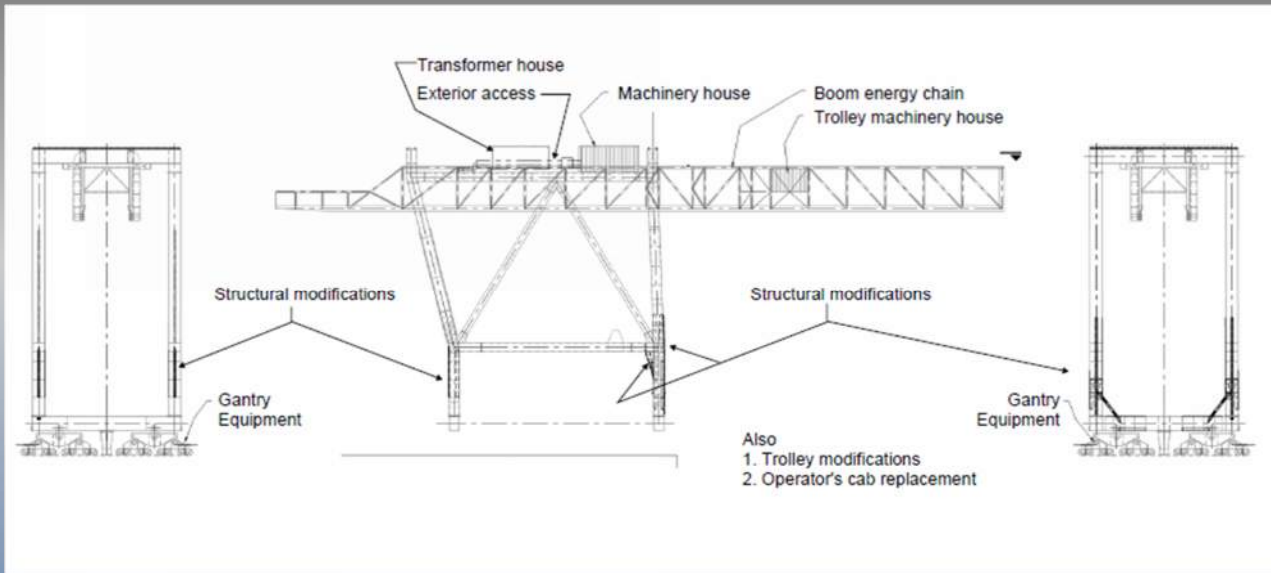 Transformer house
Exterior access
Machinery house
Boom energy chain
Trolley machinery house
Structural modifications
Structural modifications
Gantry
Equipment
Gantry
Equipment
Also
1. Trolley modifications
2. Operator's cab replacement